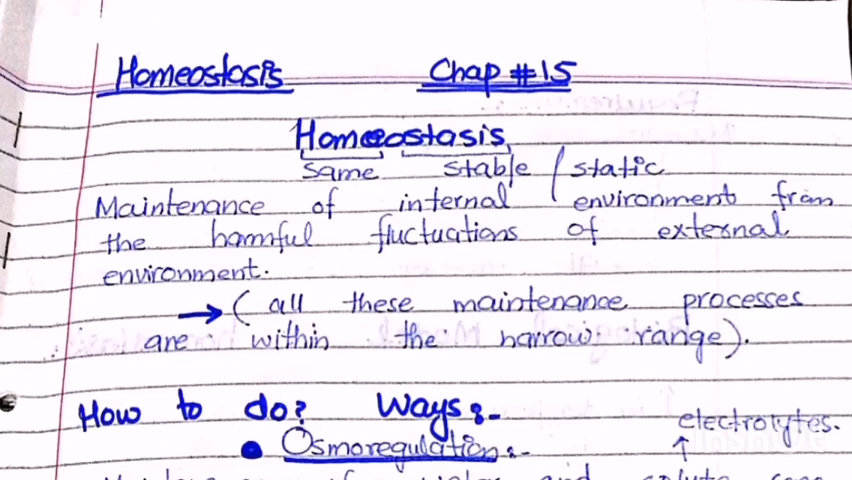 Homeostasis Chap #15
Homeostasis
same stable / static
Maintenance of internal environment from
the harmful fluctuations of external
environment.
→ ( all these maintenance processes
are within the narrow range).
How to do? Ways:-
electrolytes.
• Osmoregulation:- ↑